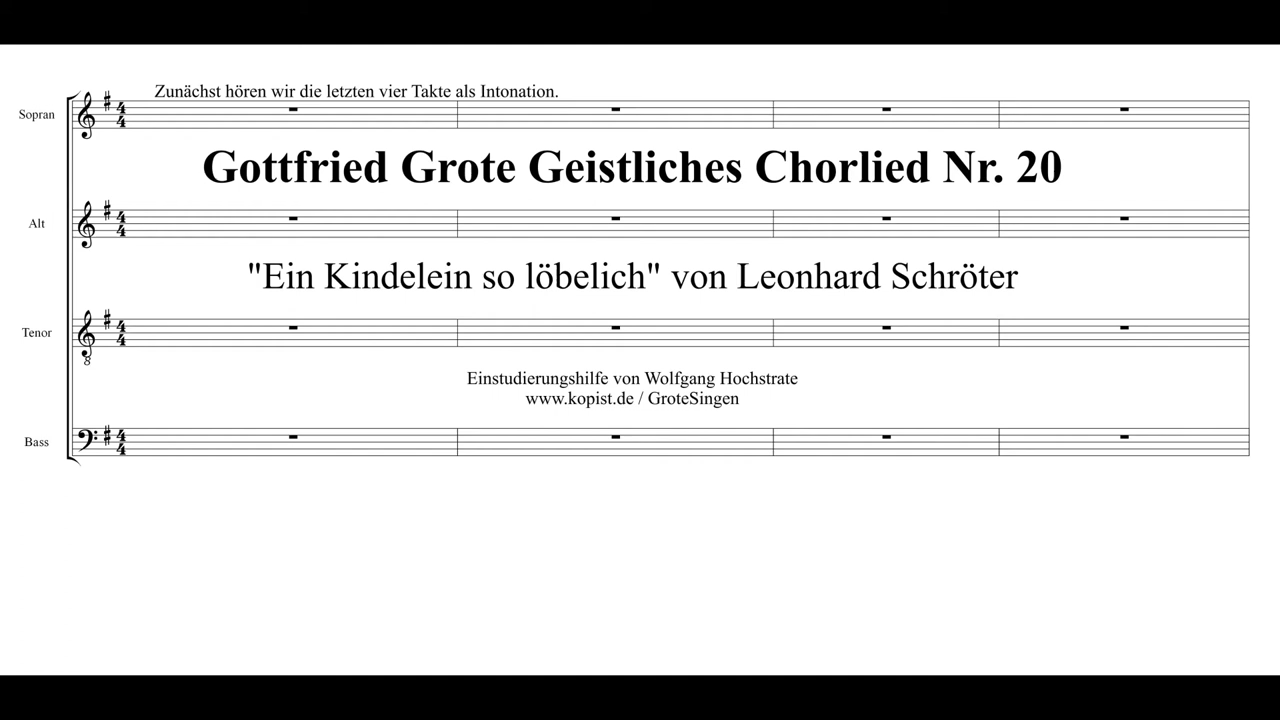 Zunächst hören wir die letzten vier Takte als Intonation.
Sopran
Gottfried Grote Geistliches Chorlied Nr. 20
Alt
"Ein Kindelein so löbelich" von Leonhard Schröter
Tenor
Einstudierungshilfe von Wolfgang Hochstrate
www.kopist.de / GroteSingen
Bass